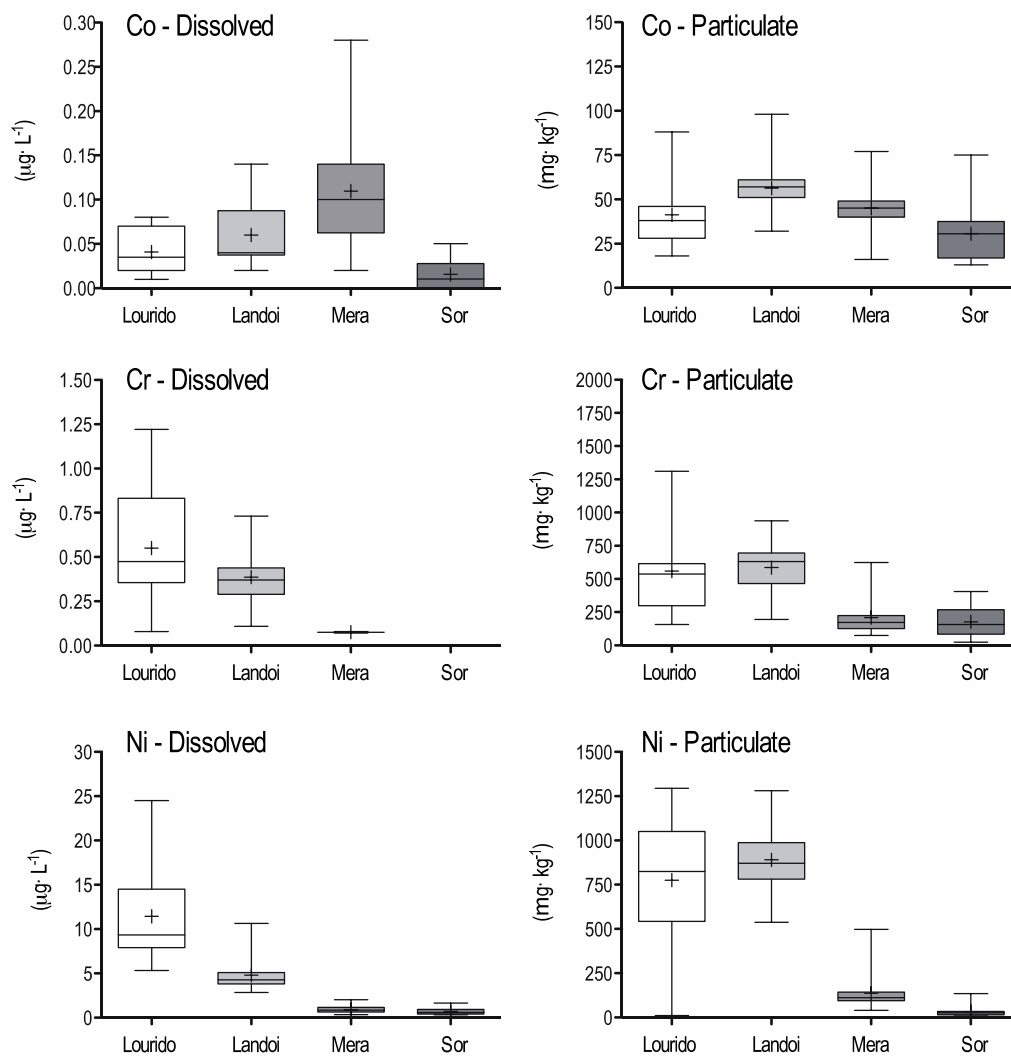 Co - Dissolved
0.30
0.25
0.20
0.15
0.10
0.05
0.00
(μg· L-1)
Lourido Landoi Mera Sor
Co - Particulate
150
125
100
75
50
25
0
(mg· kg-1)
Lourido Landoi Mera Sor
Cr - Dissolved
1.50
1.25
1.00
0.75
0.50
0.25
0.00
(μg· L-1)
Lourido Landoi Mera Sor
Cr - Particulate
2000
1750
1500
1250
1000
750
500
250
0
(mg· kg-1)
Lourido Landoi Mera Sor
Ni - Dissolved
30
25
20
15
10
5
0
(μg· L-1)
Lourido Landoi Mera Sor
Ni - Particulate
1500
1250
1000
750
500
250
0
(mg· kg-1)
Lourido Landoi Mera Sor